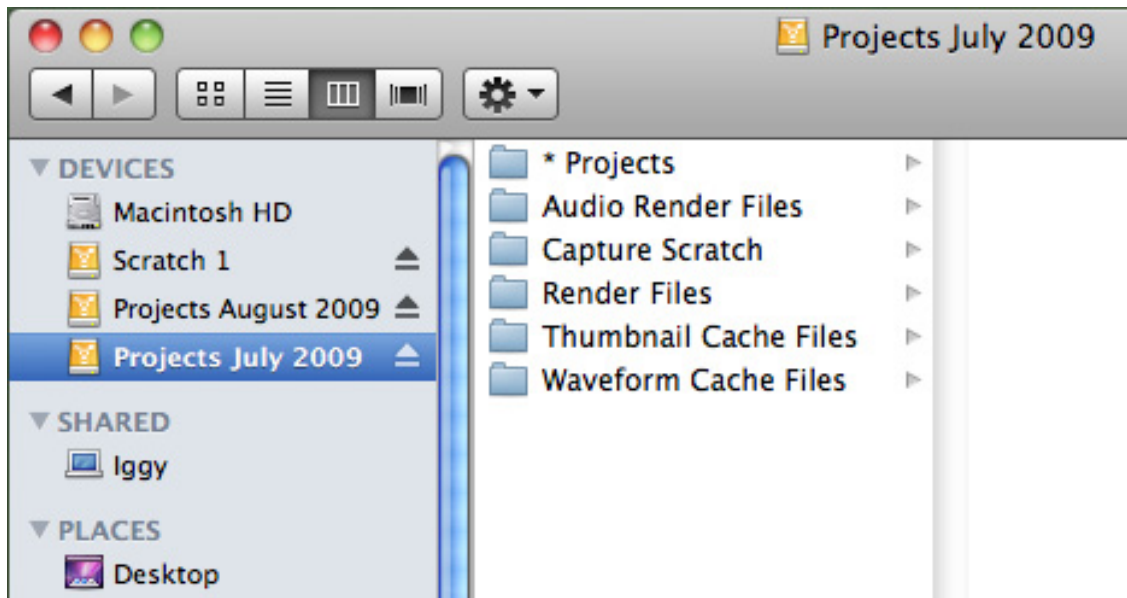 Projects July 2009
DEVICES
Macintosh HD
Scratch 1
Projects August 2009
Projects July 2009
SHARED
Iggy
PLACES
Desktop
* Projects
Audio Render Files
Capture Scratch
Render Files
Thumbnail Cache Files
Waveform Cache Files